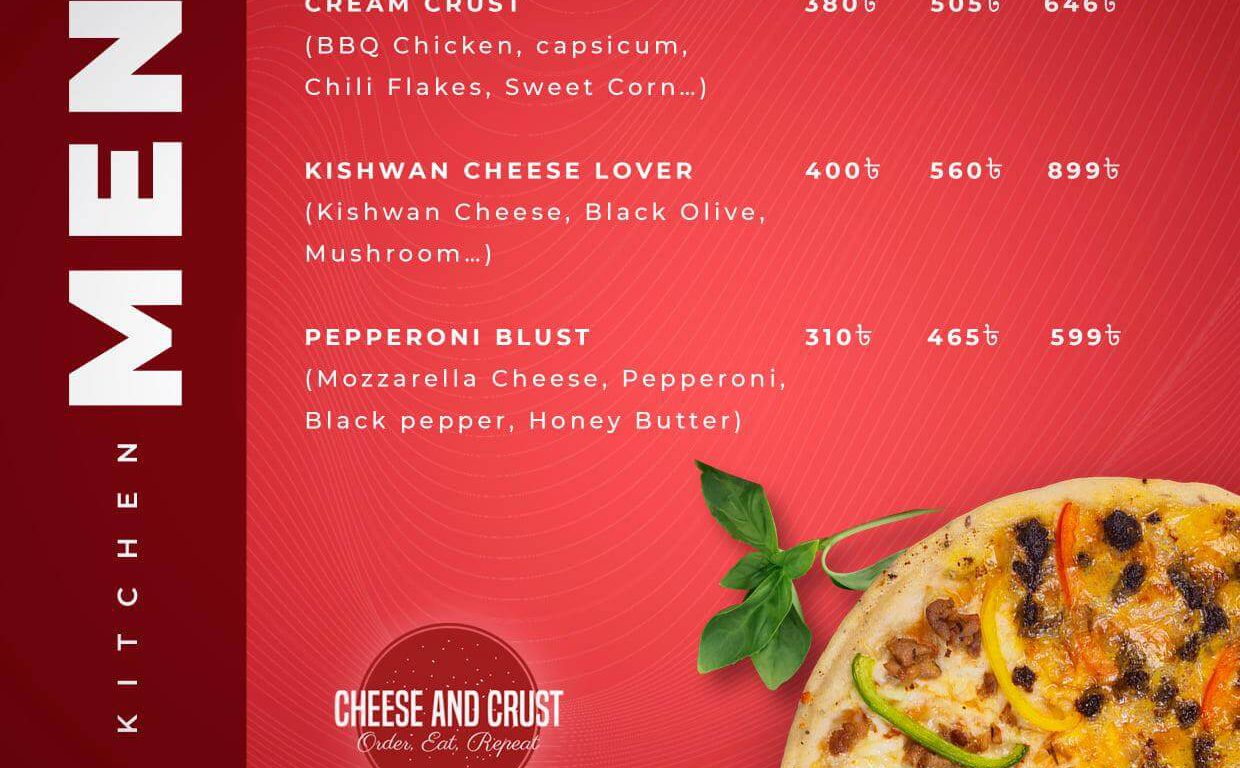 CREAM CRUST 380৳ 505৳ 646৳
(BBQ Chicken, capsicum,
Chili Flakes, Sweet Corn…)
KISHWAN CHEESE LOVER 400৳ 560৳ 899৳
(Kishwan Cheese, Black Olive,
Mushroom…)
PEPPERONI BLUST 310৳ 465৳ 599৳
(Mozzarella Cheese, Pepperoni,
Black pepper, Honey Butter)
KITCHEN
MEN
CHEESE AND CRUST
Order, Eat, Repeat